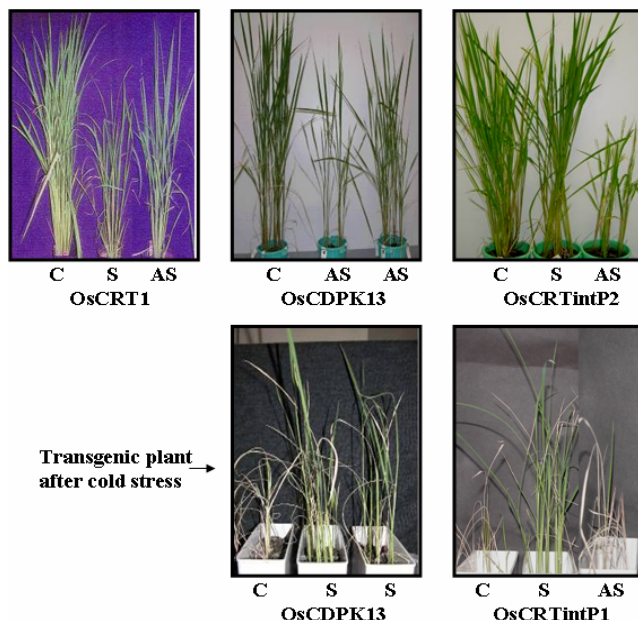 C S AS
OsCRT1
C AS AS
OsCDPK13
C S AS
OsCRTintP2
Transgenic plant
after cold stress
C S S
OsCDPK13
C S AS
OsCRTintP1